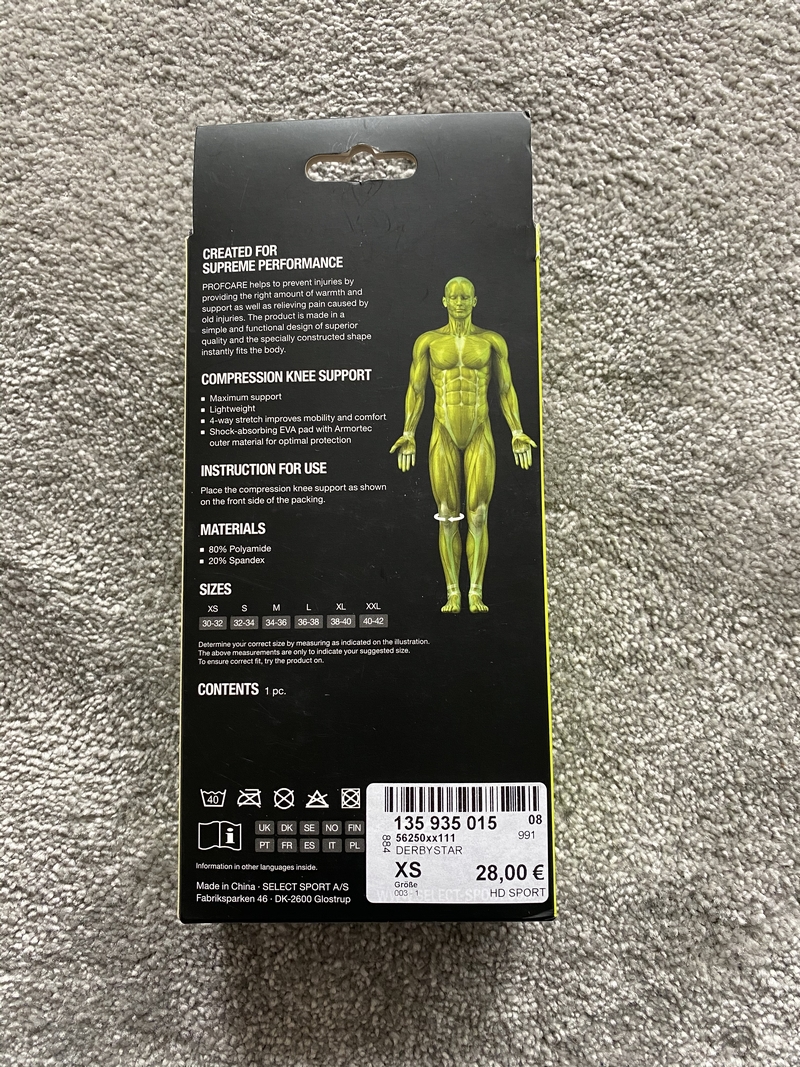 CREATED FOR
SUPREME PERFORMANCE
PROFCARE helps to prevent injuries by
providing the right amount of warmth and
support as well as relieving pain caused by
old injuries. The product is made in a
simple and functional design of superior
quality and the specially constructed shape
instantly fits the body.
COMPRESSION KNEE SUPPORT
Maximum support
Lightweight
4-way stretch improves mobility and comfort
Shock-absorbing EVA pad with Armortec
outer material for optimal protection
INSTRUCTION FOR USE
Place the compression knee support as shown
on the front side of the packing.
MATERIALS
80% Polyamide
20% Spandex
SIZES
XS S M L XL XXL
30-32 32-34 34-36 36-38 38-40 40-42
Determine your correct size by measuring as indicated on the illustration.
The above measurements are only to indicate your suggested size.
To ensure correct fit, try the product on.
CONTENTS 1 pc.
40
UK DK SE NO FIN
PT FR ES IT PL
Information in other languages inside.
Made in China · SELECT SPORT A/S
Fabriksparken 46 · DK-2600 Glostrup
135 935 015 08
56250xx111 991
884
DERBYSTAR
XS 28,00 €
Größe
003 1 HD SPORT